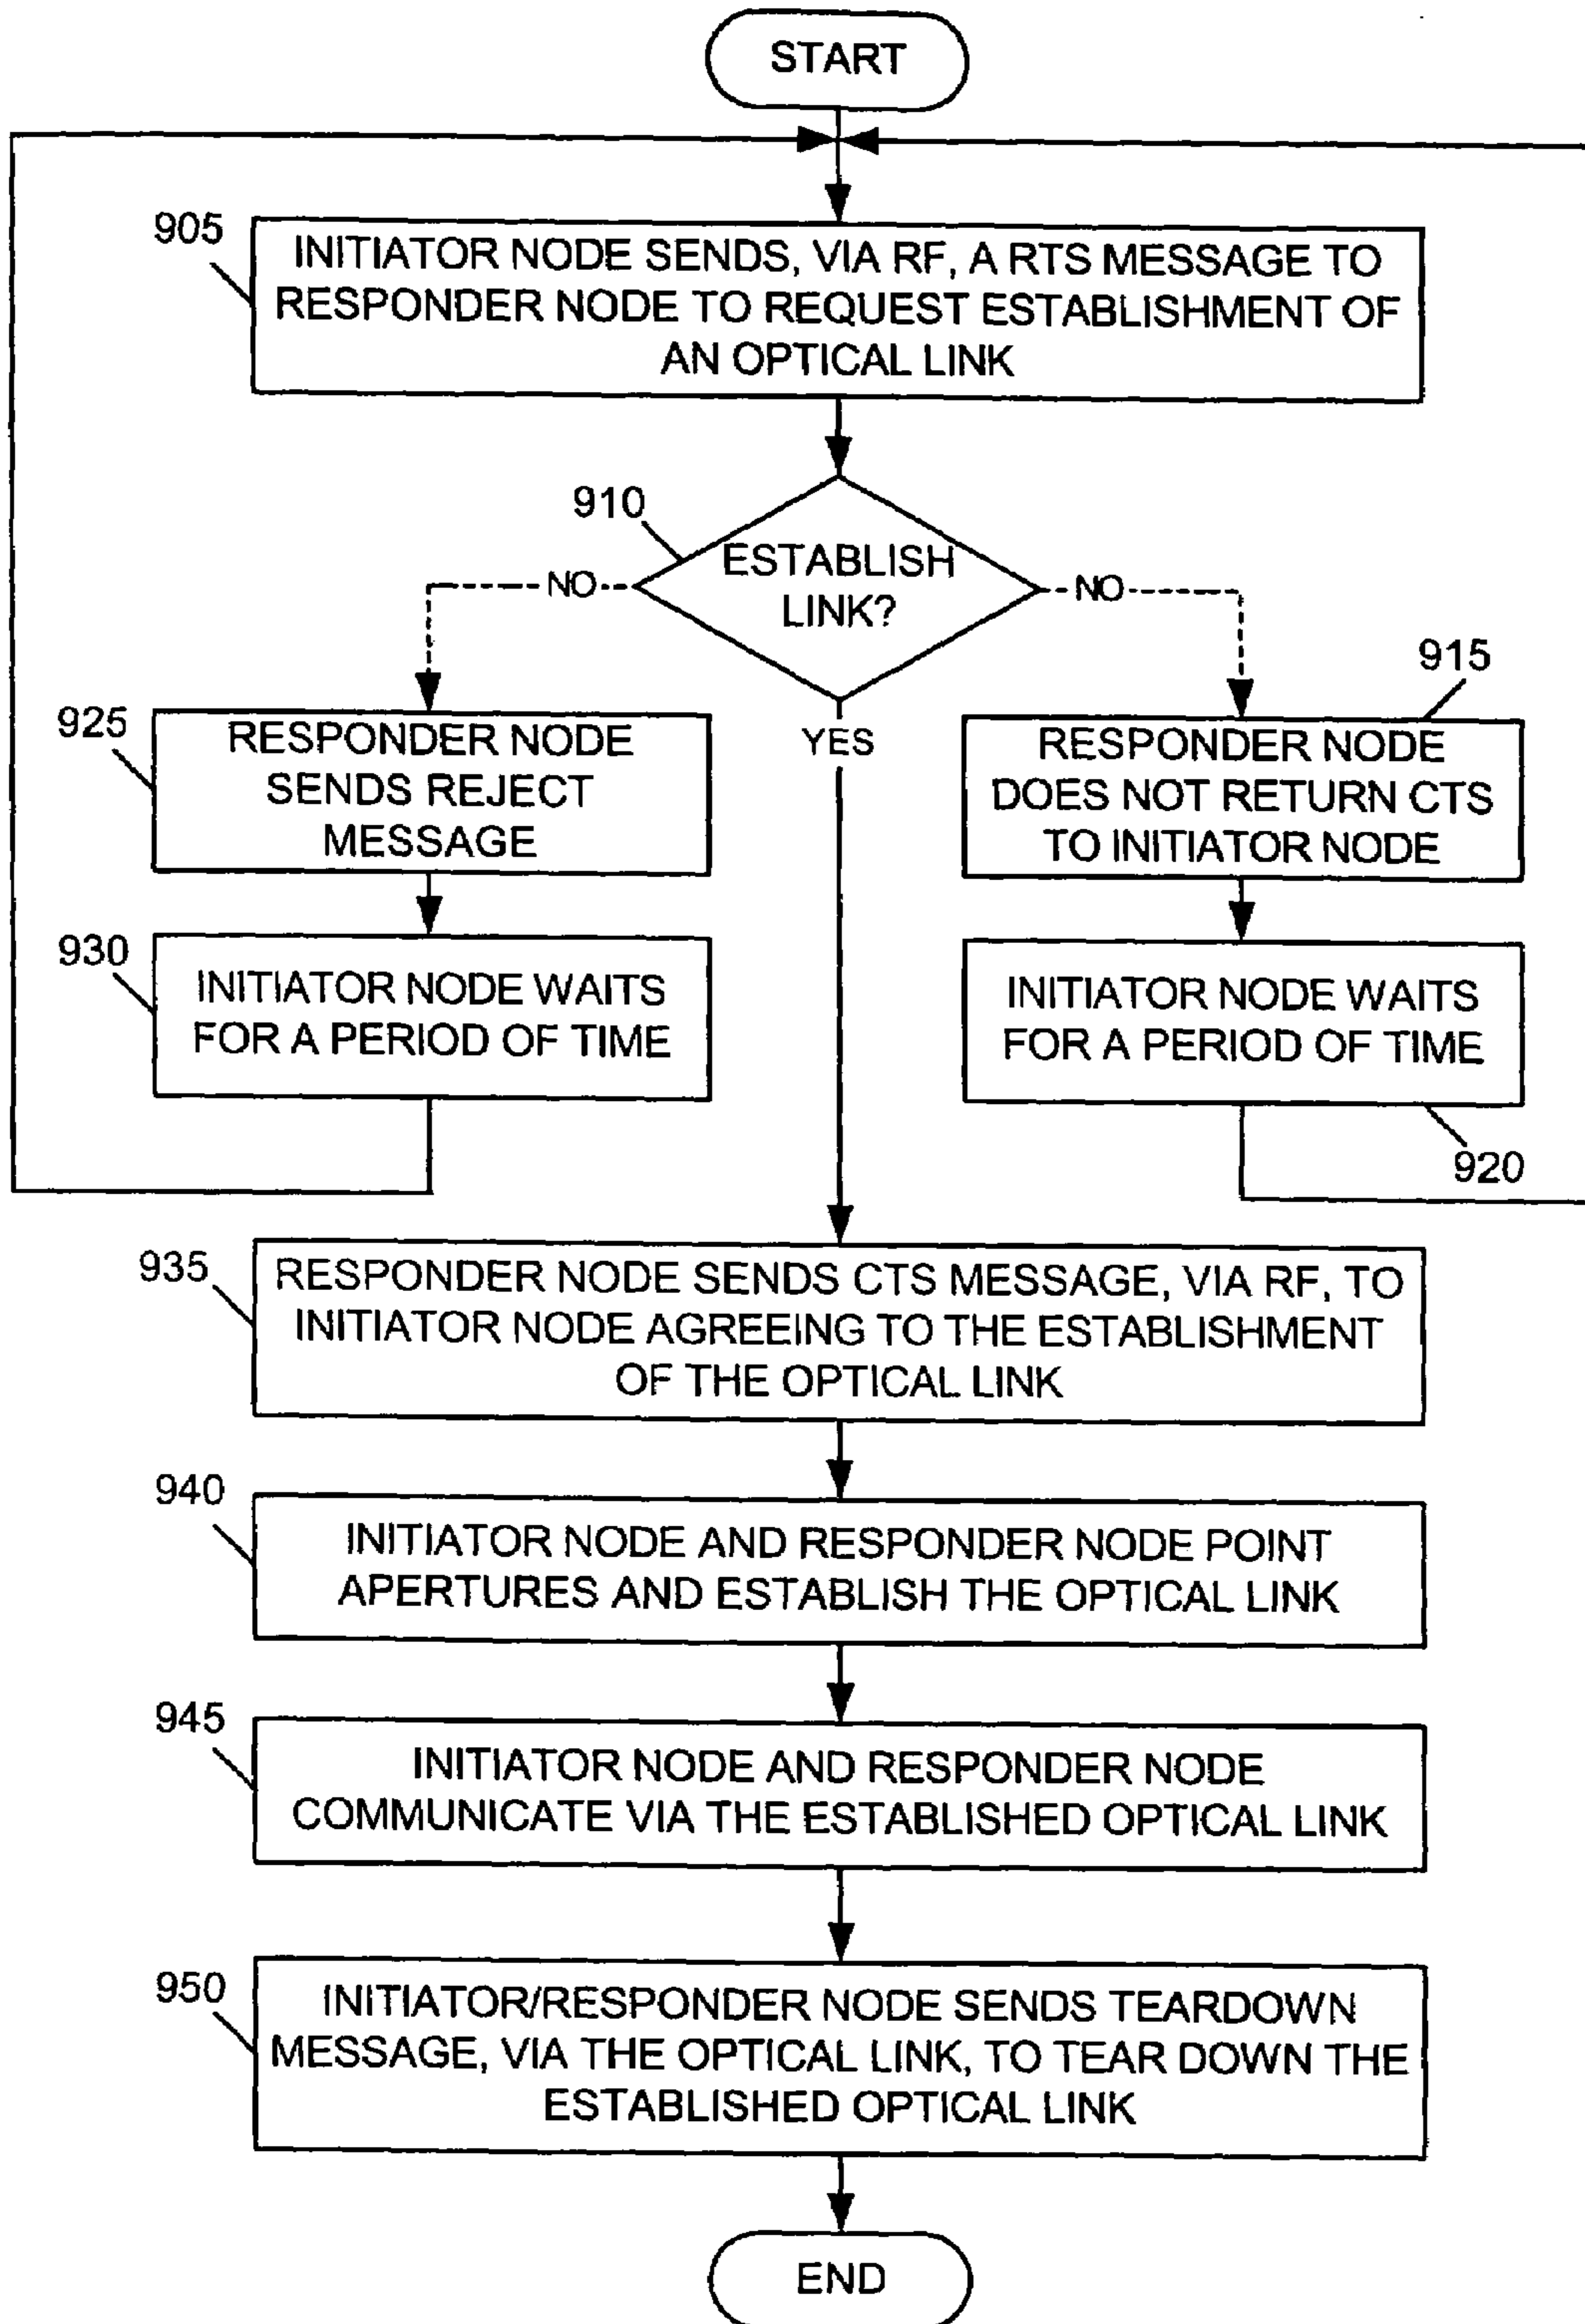 START
905
INITIATOR NODE SENDS, VIA RF, A RTS MESSAGE TO
RESPONDER NODE TO REQUEST ESTABLISHMENT OF
AN OPTICAL LINK
910
ESTABLISH
LINK?
NO
NO
YES
925
RESPONDER NODE
SENDS REJECT
MESSAGE
915
RESPONDER NODE
DOES NOT RETURN CTS
TO INITIATOR NODE
930
INITIATOR NODE WAITS
FOR A PERIOD OF TIME
INITIATOR NODE WAITS
FOR A PERIOD OF TIME
920
935
RESPONDER NODE SENDS CTS MESSAGE, VIA RF, TO
INITIATOR NODE AGREEING TO THE ESTABLISHMENT
OF THE OPTICAL LINK
940
INITIATOR NODE AND RESPONDER NODE POINT
APERTURES AND ESTABLISH THE OPTICAL LINK
945
INITIATOR NODE AND RESPONDER NODE
COMMUNICATE VIA THE ESTABLISHED OPTICAL LINK
950
INITIATOR/RESPONDER NODE SENDS TEARDOWN
MESSAGE, VIA THE OPTICAL LINK, TO TEAR DOWN THE
ESTABLISHED OPTICAL LINK
END